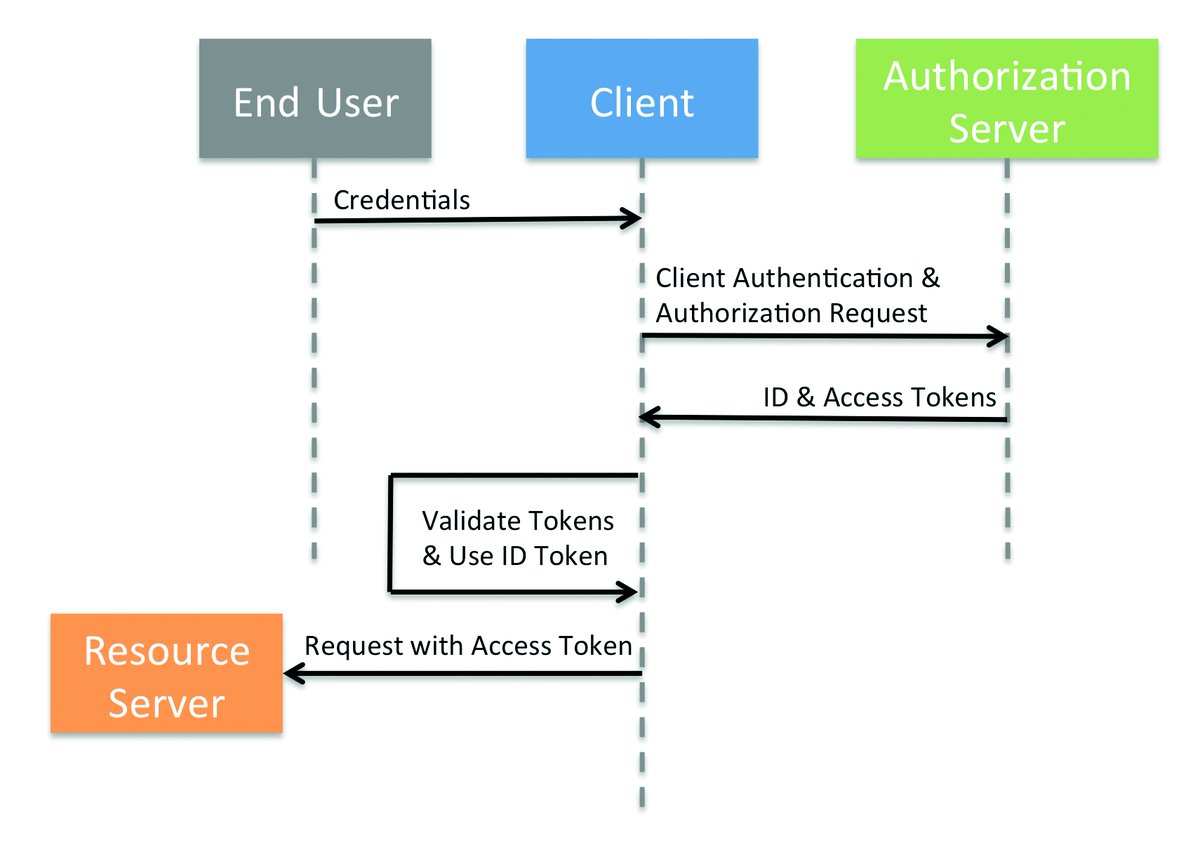 End User
Client
Authorization
Server
Credentials
Client Authentication &
Authorization Request
ID & Access Tokens
Validate Tokens
& Use ID Token
Request with Access Token
Resource
Server